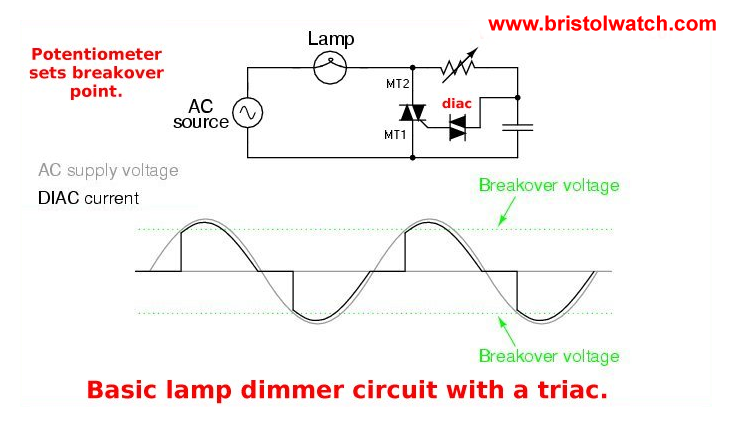 www.bristolwatch.com
Potentiometer
sets breakover
point.
Lamp
MT2
diac
AC
source
MT1
AC supply voltage
DIAC current
Breakover voltage
Breakover voltage
Basic lamp dimmer circuit with a triac.